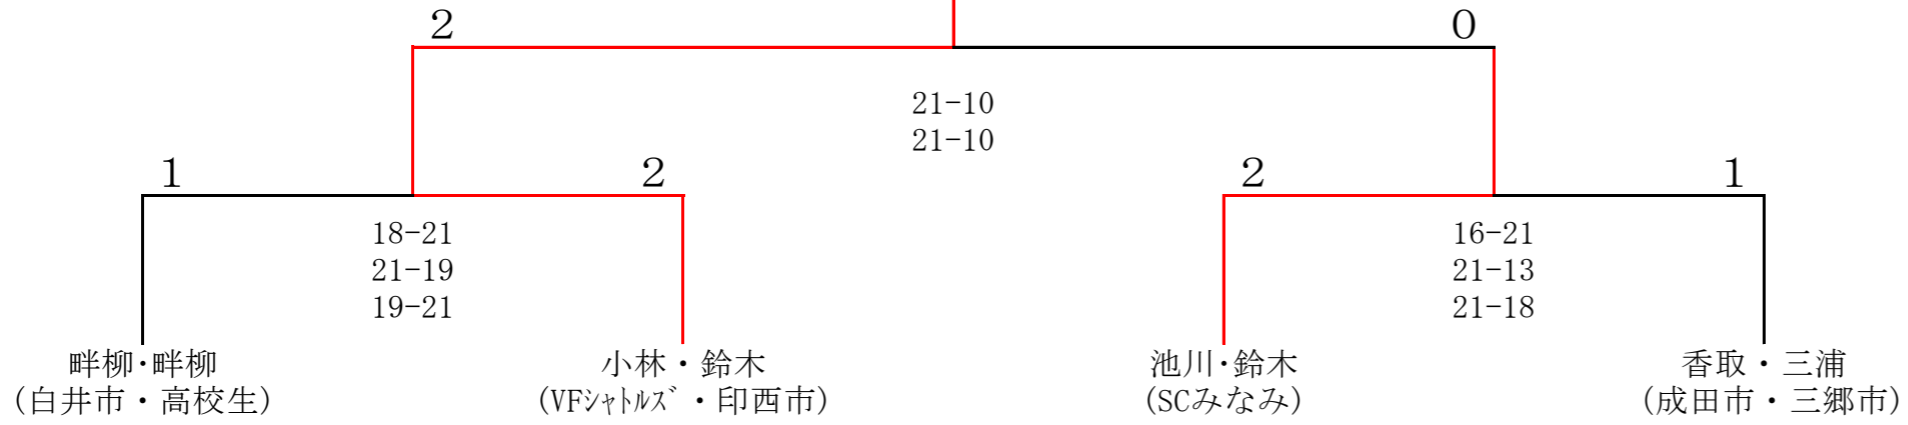 ２ ０
21-10
21-10
１ ２ ２ １
18-21 16-21
21-19 21-13
19-21 21-18
畔柳･畔柳 小林・鈴木 池川･鈴木 香取・三浦
(白井市・高校生) (VFｼｬﾄﾙｽﾞ・印西市) (SCみなみ) (成田市・三郷市)